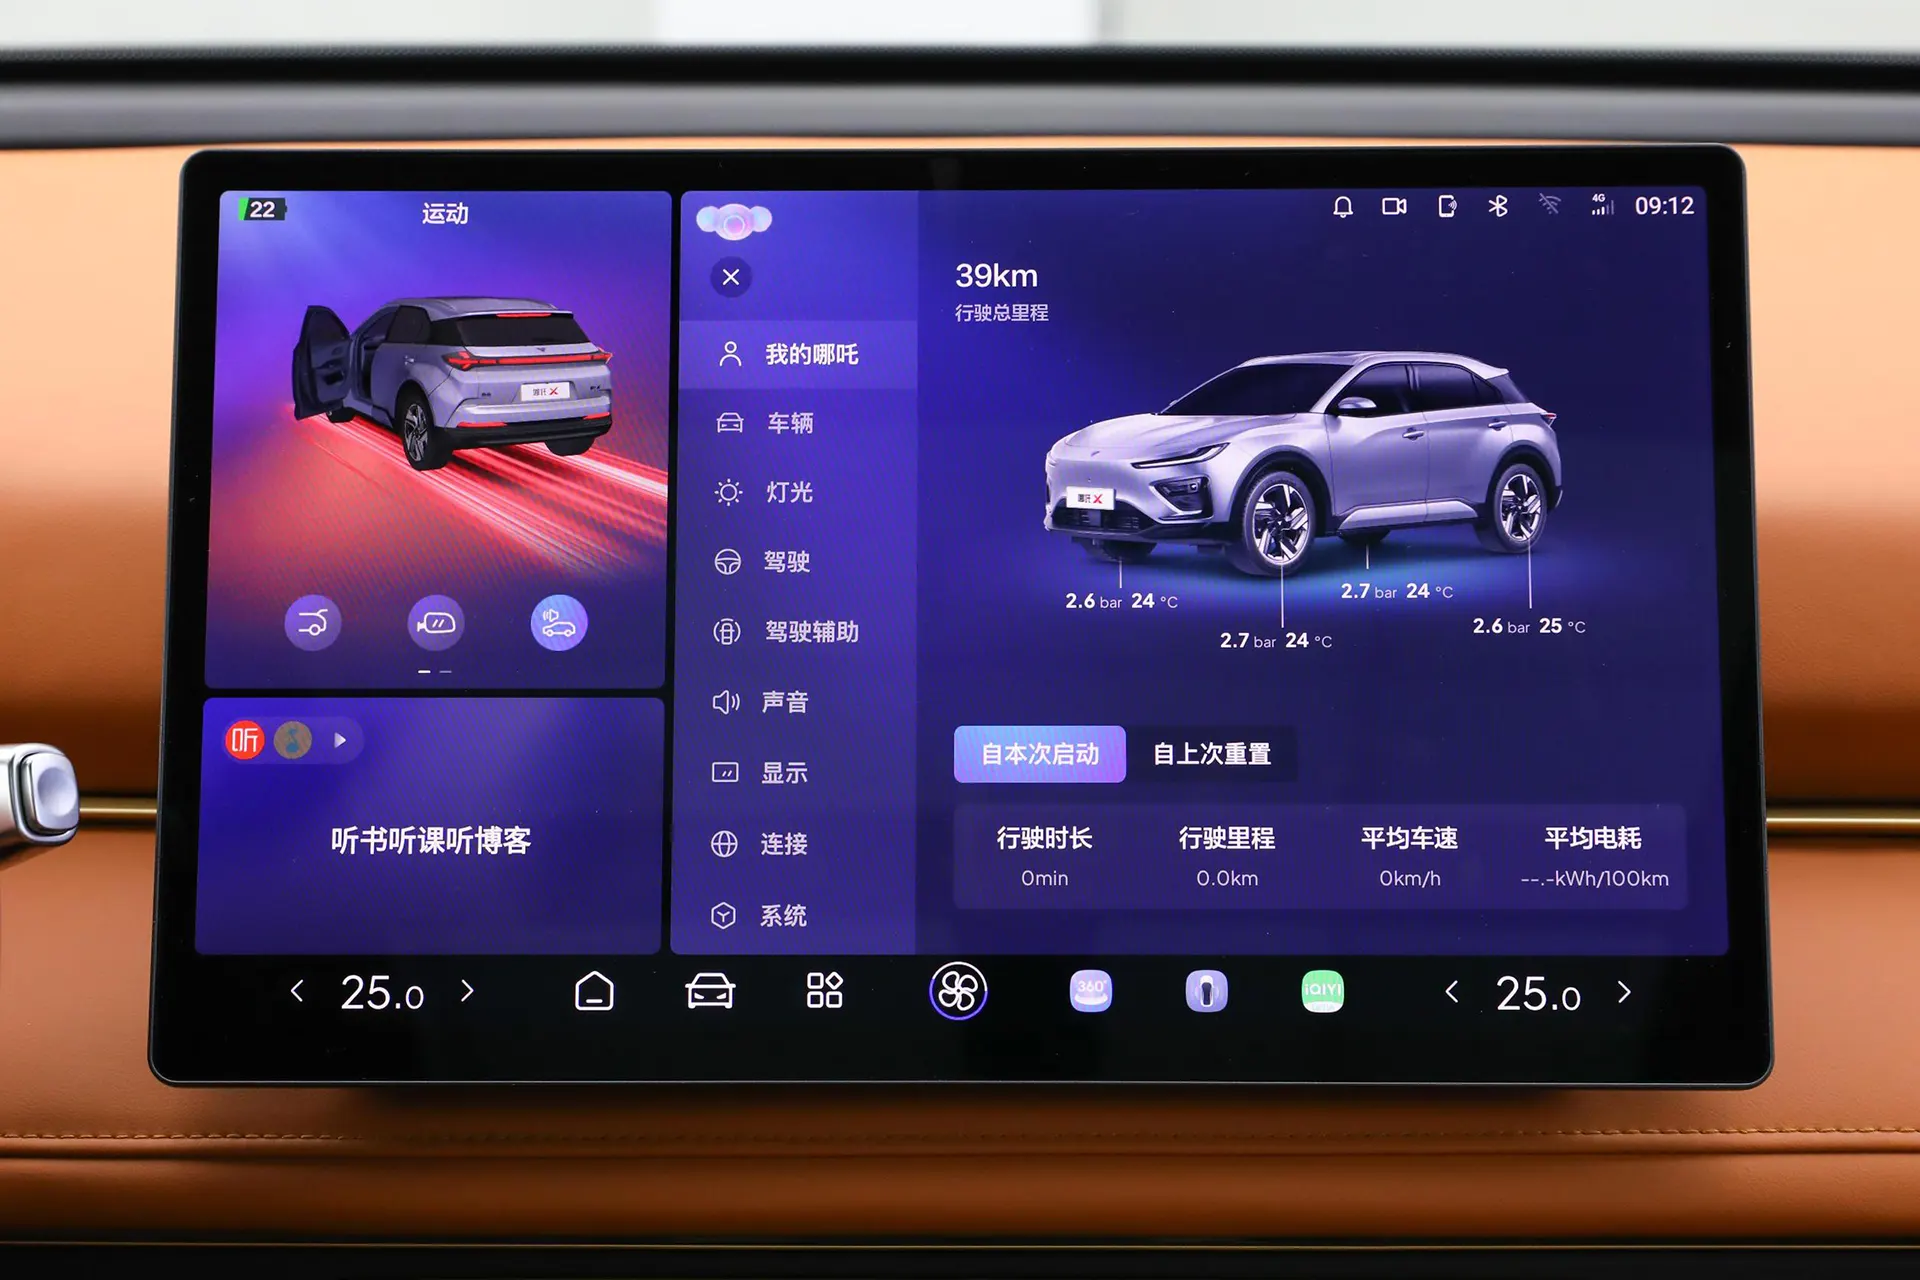 22
运动
哪吒 X
听
听书听课听博客
我的哪吒
车辆
灯光
驾驶
驾驶辅助
声音
显示
连接
系统
4G
09:12
39km
行驶总里程
哪吒 X
2.6 bar 24 °C
2.7 bar 24 °C
2.7 bar 24 °C
2.6 bar 25 °C
自本次启动 自上次重置
行驶时长 行驶里程 平均车速 平均电耗
0min 0.0km 0km/h --.-kWh/100km
25.0
360°
iQIYI
25.0